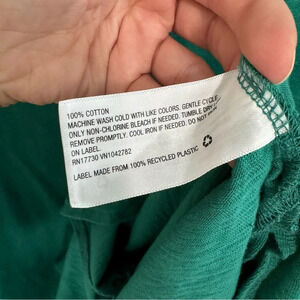 100% COTTON
MACHINE WASH COLD WITH LIKE COLORS. GENTLE CYCLE.
ONLY NON-CHLORINE BLEACH IF NEEDED. TUMBLE DRY
REMOVE PROMPTLY. COOL IRON IF NEEDED. DO NOT
ON LABEL.
RN17730 VN1042782
LABEL MADE FROM 100% RECYCLED PLASTIC